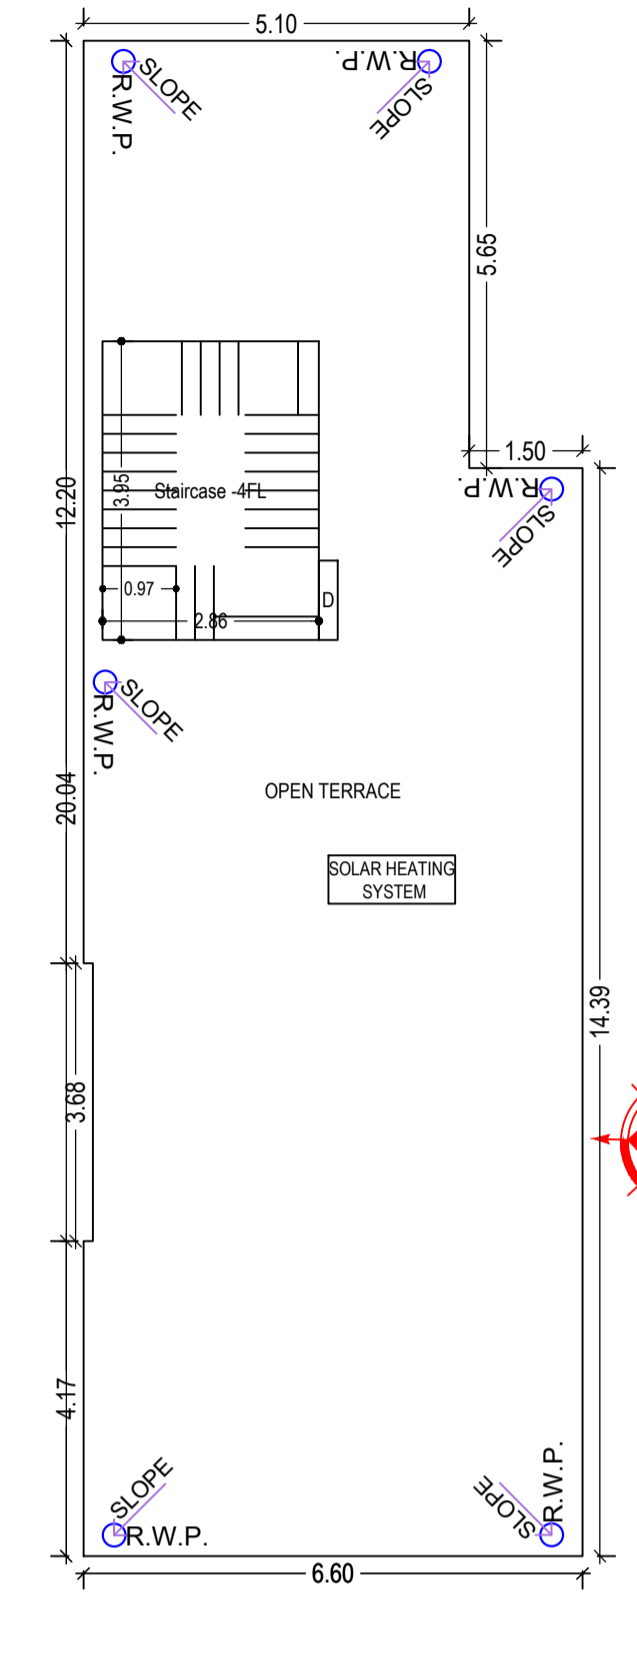 5.10
SLOPE
R.W.P.
R.W.P.
SLOPE
5.65
1.50
12.20
3.95
Staircase -4FL
R.W.P.
SLOPE
0.97
D
2.86
SLOPE
R.W.P.
20.04
OPEN TERRACE
SOLAR HEATING
SYSTEM
14.39
3.68
4.17
SLOPE
R.W.P.
SLOPE
R.W.P.
6.60